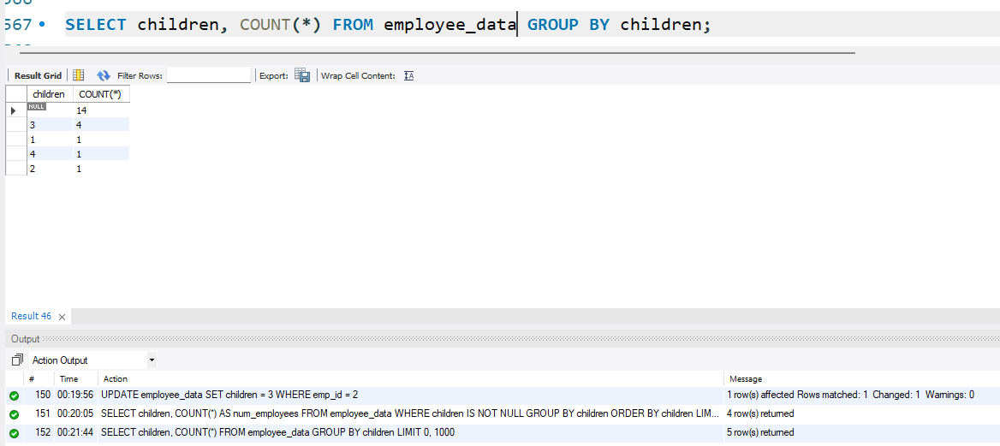 567 SELECT children, COUNT(*) FROM employee_data GROUP BY children;
Result Grid Filter Rows: Export: Wrap Cell Content: IA
children COUNT(*)
NULL 14
3 4
1 1
4 1
2 1
Result 46
Output
Action Output
# Time Action Message
150 00:19:56 UPDATE employee_data SET children = 3 WHERE emp_id = 2 1 row(s) affected Rows matched: 1 Changed: 1 Warnings: 0
151 00:20:05 SELECT children, COUNT(*) AS num_employees FROM employee_data WHERE children IS NOT NULL GROUP BY children ORDER BY children LIM... 4 row(s) returned
152 00:21:44 SELECT children, COUNT(*) FROM employee_data GROUP BY children LIMIT 0, 1000 5 row(s) returned